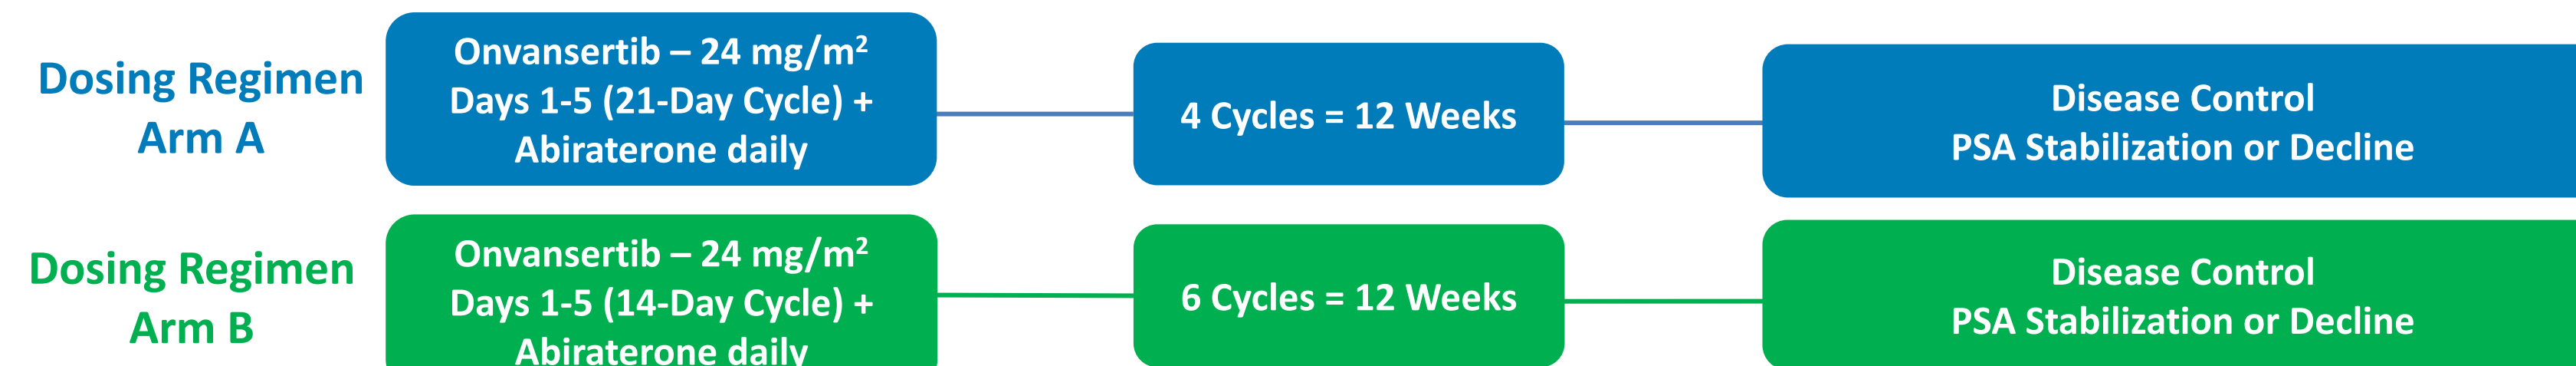 Dosing Regimen
Arm A
Onvansertib – 24 mg/m²
Days 1-5 (21-Day Cycle) +
Abiraterone daily
4 Cycles = 12 Weeks
Disease Control
PSA Stabilization or Decline
Dosing Regimen
Arm B
Onvansertib – 24 mg/m²
Days 1-5 (14-Day Cycle) +
Abiraterone daily
6 Cycles = 12 Weeks
Disease Control
PSA Stabilization or Decline